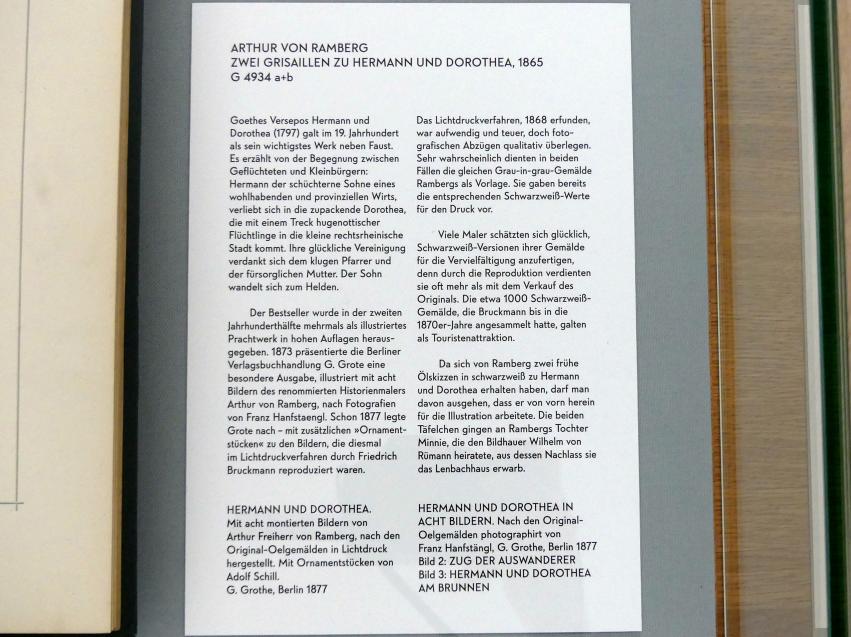 ARTHUR VON RAMBERG
ZWEI GRISAILLEN ZU HERMANN UND DOROTHEA, 1865
G 4934 a+b
Goethes Versepos Hermann und
Dorothea (1797) galt im 19. Jahrhundert
als sein wichtigstes Werk neben Faust.
Es erzählt von der Begegnung zwischen
Geflüchteten und Kleinbürgern:
Hermann der schüchterne Sohne eines
wohlhabenden und provinziellen Wirts,
verliebt sich in die zupackende Dorothea,
die mit einem Treck hugenottischer
Flüchtlinge in die kleine rechtsrheinische
Stadt kommt. Ihre glückliche Vereinigung
verdankt sich dem klugen Pfarrer und
der fürsorglichen Mutter. Der Sohn
wandelt sich zum Helden.
Der Bestseller wurde in der zweiten
Jahrhunderthälfte mehrmals als illustriertes
Prachtwerk in hohen Auflagen heraus-
gegeben. 1873 präsentierte die Berliner
Verlagsbuchhandlung G. Grote eine
besondere Ausgabe, illustriert mit acht
Bildern des renommierten Historienmalers
Arthur von Ramberg, nach Fotografien
von Franz Hanfstaengl. Schon 1877 legte
Grote nach – mit zusätzlichen »Ornament-
stücken« zu den Bildern, die diesmal
im Lichtdruckverfahren durch Friedrich
Bruckmann reproduziert waren.
HERMANN UND DOROTHEA.
Mit acht montierten Bildern von
Arthur Freiherr von Ramberg, nach den
Original-Oelgemälden in Lichtdruck
hergestellt. Mit Ornamentstücken von
Adolf Schill.
G. Grothe, Berlin 1877
Das Lichtdruckverfahren, 1868 erfunden,
war aufwendig und teuer, doch foto-
grafischen Abzügen qualitativ überlegen.
Sehr wahrscheinlich dienten in beiden
Fällen die gleichen Grau-in-grau-Gemälde
Rambergs als Vorlage. Sie gaben bereits
die entsprechenden Schwarzweiß-Werte
für den Druck vor.
Viele Maler schätzten sich glücklich,
Schwarzweiß-Versionen ihrer Gemälde
für die Vervielfältigung anzufertigen,
denn durch die Reproduktion verdienten
sie oft mehr als mit dem Verkauf des
Originals. Die etwa 1000 Schwarzweiß-
Gemälde, die Bruckmann bis in die
1870er-Jahre angesammelt hatte, galten
als Touristenattraktion.
Da sich von Ramberg zwei frühe
Ölskizzen in schwarzweiß zu Hermann
und Dorothea erhalten haben, darf man
davon ausgehen, dass er von vorn herein
für die Illustration arbeitete. Die beiden
Täfelchen gingen an Rambergs Tochter
Minnie, die den Bildhauer Wilhelm von
Rümann heiratete, aus dessen Nachlass sie
das Lenbachhaus erwarb.
HERMANN UND DOROTHEA IN
ACHT BILDERN. Nach den Original-
Oelgemälden photographirt von
Franz Hanfstängl, G. Grothe, Berlin 1877
Bild 2: ZUG DER AUSWANDERER
Bild 3: HERMANN UND DOROTHEA
AM BRUNNEN